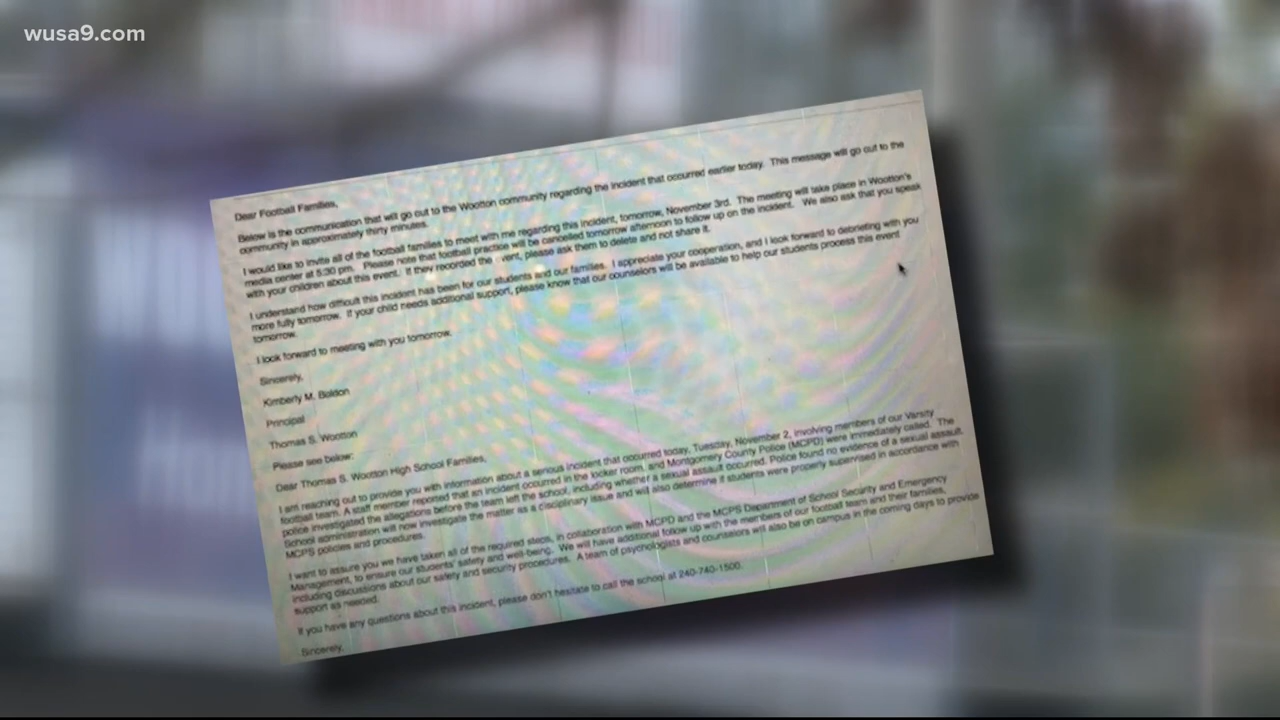 wusa9.com
Dear Football Families,
Below is the communication that will go out to the Wootton community regarding the incident that occurred earlier today. This message will go out to the
community in approximately thirty minutes.
I would like to invite all of the football families to meet with me regarding this incident, tomorrow, November 3rd. The meeting will take place in Wootton's
media center at 5:30 pm. Please note that football practice will be cancelled tomorrow afternoon to follow up on the incident. We also ask that you speak
with your children about this event. If they recorded the event, please ask them to delete and not share it.
I understand how difficult this incident has been for our students and our families. I appreciate your cooperation, and I look forward to debriefing with you
more fully tomorrow. If your child needs additional support, please know that our counselors will be available to help our students process this event
tomorrow.
I look forward to meeting with you tomorrow.
Sincerely,
Kimberly M. Boldon
Principal
Thomas S. Wootton
Please see below:
Dear Thomas S. Wootton High School Families,
I am reaching out to provide you with information about a serious incident that occurred today, Tuesday, November 2, involving members of our Varsity
football team. A staff member reported that an incident occurred in the locker room, and Montgomery County Police (MCPD) were immediately called. The
police investigated the allegations before the team left the school, including whether a sexual assault occurred. Police found no evidence of a sexual assault.
School administration will now investigate the matter as a disciplinary issue and will also determine if students were properly supervised in accordance with
MCPS policies and procedures.
I want to assure you we have taken all of the required steps, in collaboration with MCPD and the MCPS Department of School Security and Emergency
Management, to ensure our students' safety and well-being. We will have additional follow up with the members of our football team and their families,
including discussions about our safety and security procedures. A team of psychologists and counselors will also be on campus in the coming days to provide
support as needed.
If you have any questions about this incident, please don't hesitate to call the school at 240-740-1500.
Sincerely,